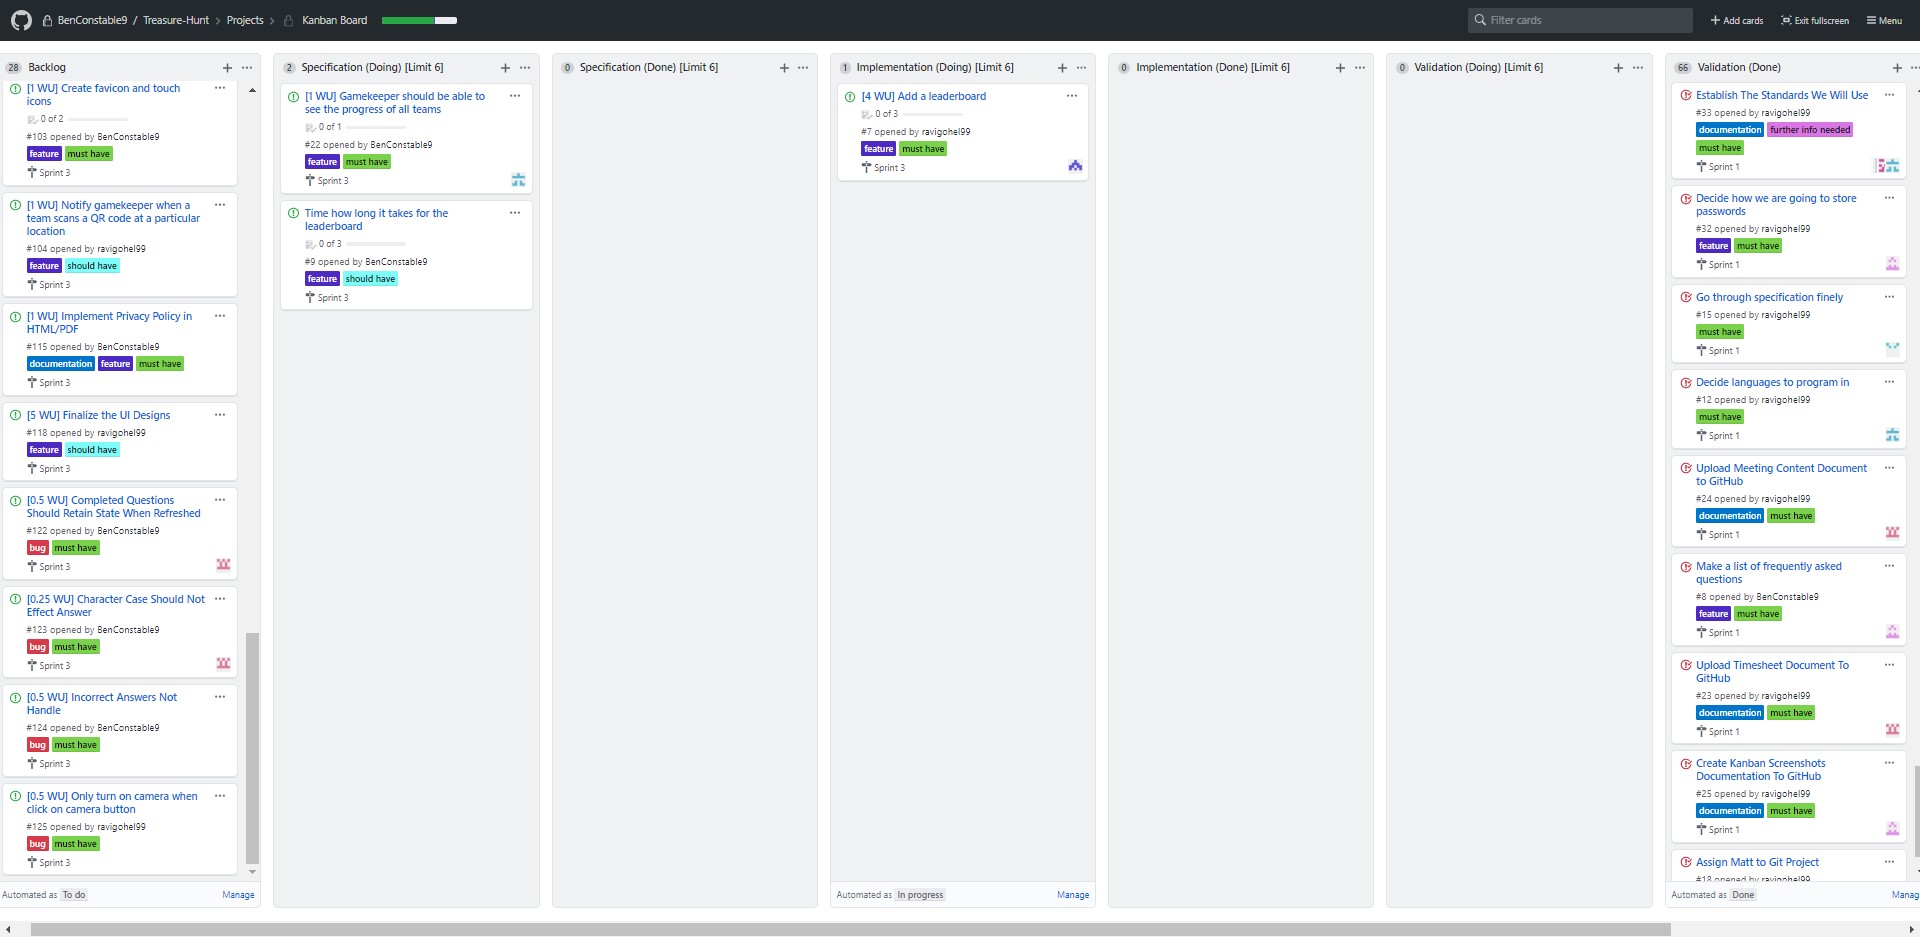 BenConstable9 / Treasure-Hunt Projects Kanban Board
Filter cards
Add cards
Exit fullscreen
Menu
28 Backlog
[1 WU] Create favicon and touch
icons
0 of 2
#103 opened by BenConstable9
feature must have
Sprint 3
[1 WU] Notify gamekeeper when a
team scans a QR code at a particular
location
#104 opened by ravigohel99
feature should have
Sprint 3
[1 WU] Implement Privacy Policy in
HTML/PDF
#115 opened by BenConstable9
documentation feature must have
Sprint 3
[5 WU] Finalize the UI Designs
#118 opened by ravigohel99
feature should have
Sprint 3
[0.5 WU] Completed Questions
Should Retain State When Refreshed
#122 opened by BenConstable9
bug must have
Sprint 3
[0.25 WU] Character Case Should Not
Effect Answer
#123 opened by BenConstable9
bug must have
Sprint 3
[0.5 WU] Incorrect Answers Not
Handle
#124 opened by BenConstable9
bug must have
Sprint 3
[0.5 WU] Only turn on camera when
click on camera button
#125 opened by ravigohel99
bug must have
Sprint 3
Automated as To do Manage
2 Specification (Doing) [Limit 6]
[1 WU] Gamekeeper should be able to
see the progress of all teams
0 of 1
#22 opened by BenConstable9
feature must have
Sprint 3
Time how long it takes for the
leaderboard
0 of 3
#9 opened by BenConstable9
feature should have
Sprint 3
0 Specification (Done) [Limit 6]
1 Implementation (Doing) [Limit 6]
[4 WU] Add a leaderboard
0 of 3
#7 opened by ravigohel99
feature must have
Sprint 3
Automated as In progress Manage
0 Implementation (Done) [Limit 6]
0 Validation (Doing) [Limit 6]
66 Validation (Done)
Establish The Standards We Will Use
#33 opened by ravigohel99
documentation further info needed
must have
Sprint 1
Decide how we are going to store
passwords
#32 opened by ravigohel99
feature must have
Sprint 1
Go through specification finely
#15 opened by ravigohel99
must have
Sprint 1
Decide languages to program in
#12 opened by ravigohel99
must have
Sprint 1
Upload Meeting Content Document
to GitHub
#24 opened by ravigohel99
documentation must have
Sprint 1
Make a list of frequently asked
questions
#8 opened by BenConstable9
feature must have
Sprint 1
Upload Timesheet Document To
GitHub
#23 opened by ravigohel99
documentation must have
Sprint 1
Create Kanban Screenshots
Documentation To GitHub
#25 opened by ravigohel99
documentation must have
Sprint 1
Assign Matt to Git Project
#18 opened by ravigohel99
Automated as Done Manag